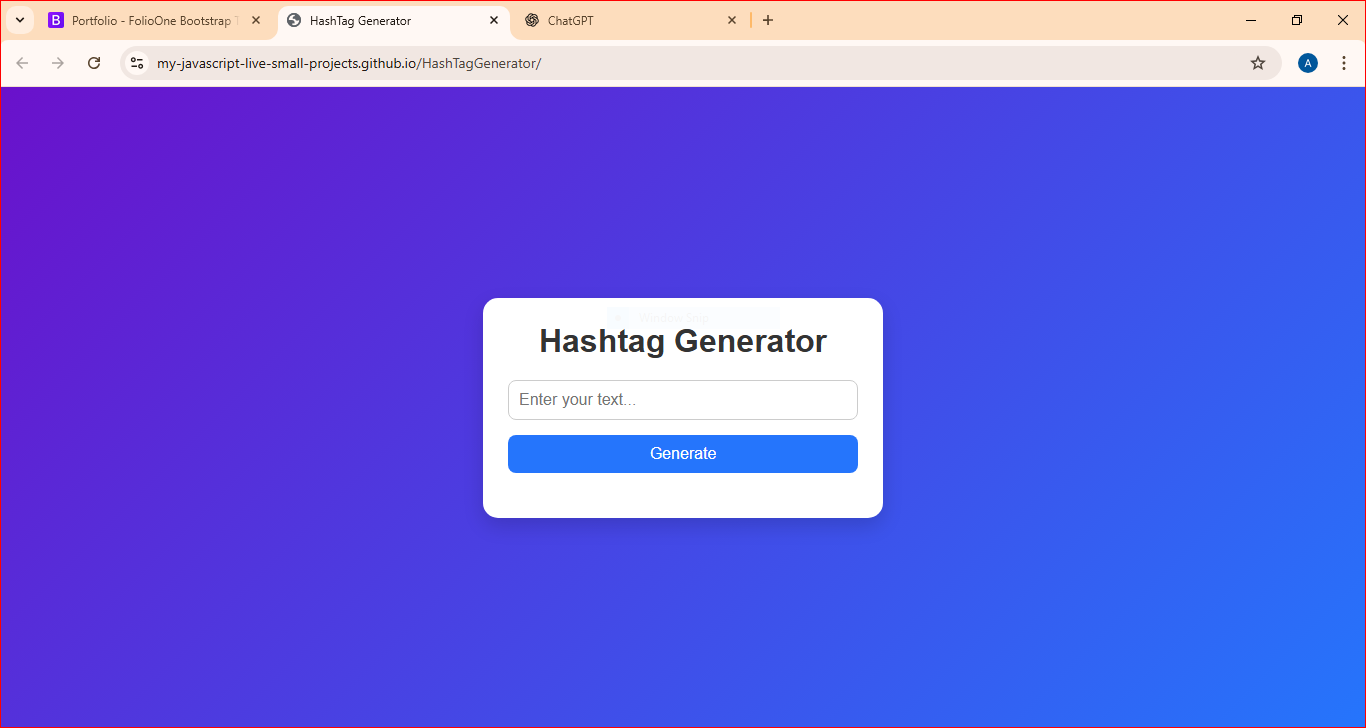 Portfolio - FolioOne Bootstrap
HashTag Generator
ChatGPT
my-javascript-live-small-projects.github.io/HashTagGenerator/
A
Hashtag Generator
Enter your text...
Generate